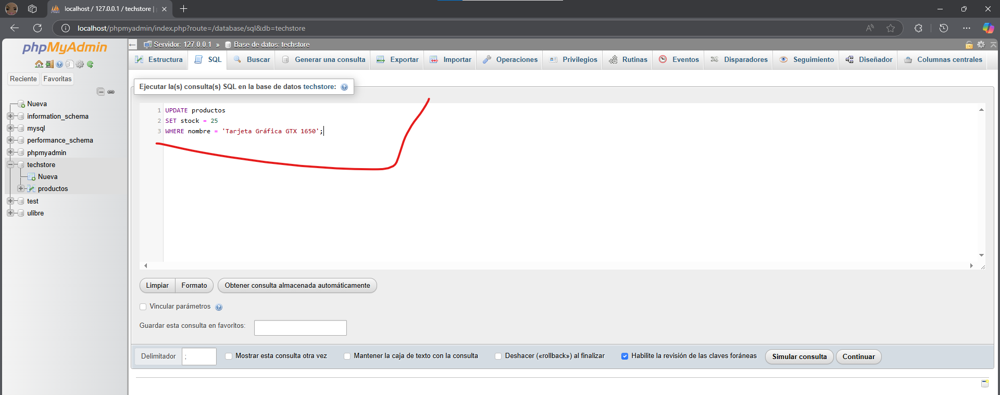 localhost / 127.0.0.1 / techstore |
localhost/phpmyadmin/index.php?route=/database/sql&db=techstore
phpMyAdmin
Reciente Favoritas
Nueva
information_schema
mysql
performance_schema
phpmyadmin
techstore
Nueva
productos
test
ulibre
Servidor: 127.0.0.1 » Base de datos: techstore
Estructura SQL Buscar Generar una consulta Exportar Importar Operaciones Privilegios Rutinas Eventos Disparadores Seguimiento Diseñador Columnas centrales
Ejecutar la(s) consulta(s) SQL en la base de datos techstore:
1 UPDATE productos
2 SET stock = 25
3 WHERE nombre = 'Tarjeta Gráfica GTX 1650';
Limpiar Formato Obtener consulta almacenada automáticamente
Vincular parámetros
Guardar esta consulta en favoritos:
Delimitador ; Mostrar esta consulta otra vez Mantener la caja de texto con la consulta Deshacer («rollback») al finalizar Habilite la revisión de las claves foráneas Simular consulta Continuar